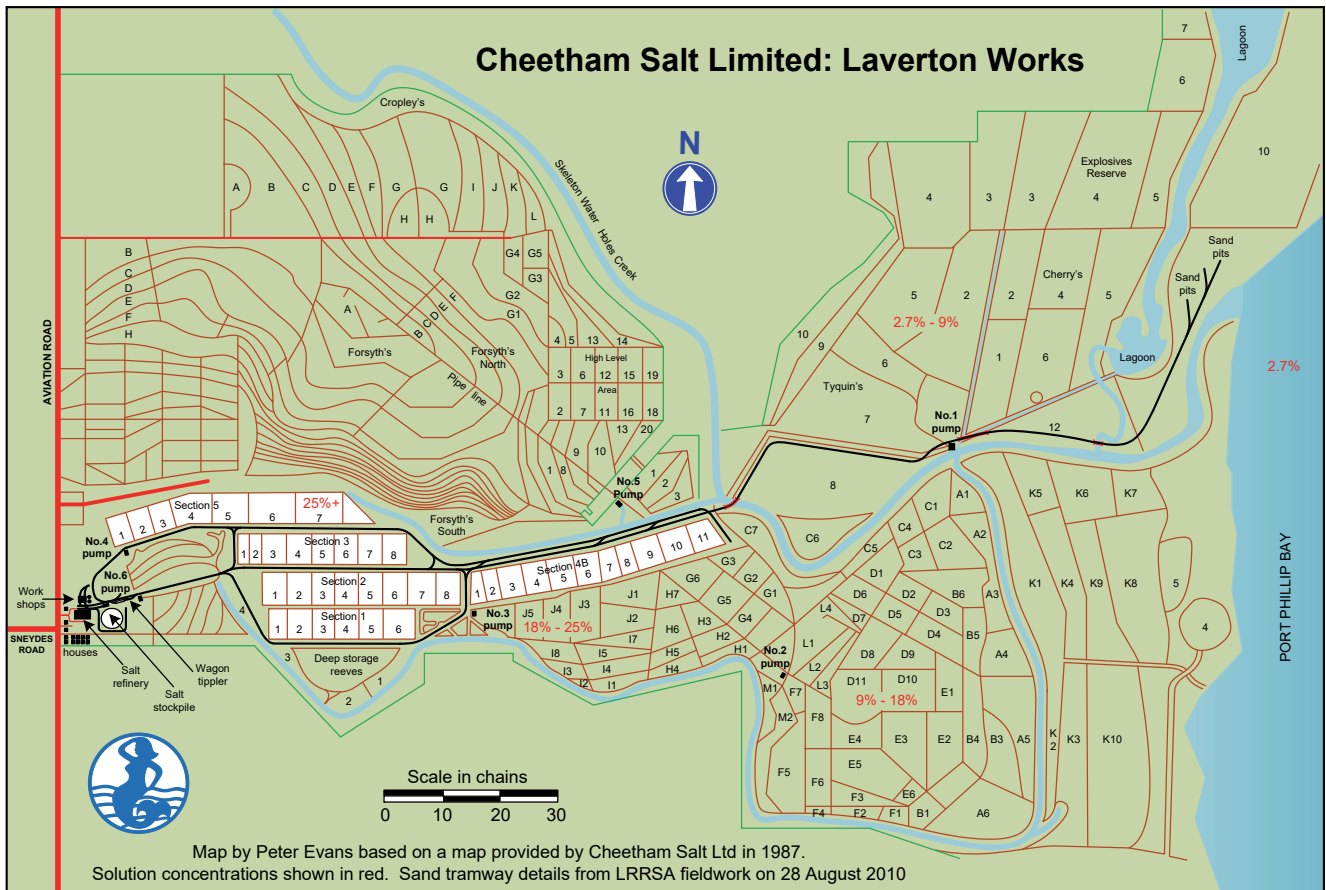 Cheetham Salt Limited: Laverton Works
N
Cropley's
Skeleton Water Holes Creek
A B C D E F G G I J K
H H
L
B
C
D
E
F
H
A
B C D E F
G4 G5
G3
G2
G1
Forsyth's
Forsyth's
North
Pipe line
4 5 13 14
High Level
3 6 12 15 19
Area
2 7 11 16 18
13 20
9 10
1 8
No.5
Pump
1
2
3
AVIATION ROAD
SNEYDES
ROAD
7
6
Lagoon
10
Explosives
Reserve
4 3 3 4 5
Sand
pits
Sand
pits
Cherry's
5 2 2 4 5
2.7% - 9%
10
9
6
1 6
Lagoon
Tyquin's
7
No.1
pump
12
8
2.7%
PORT PHILLIP BAY
Section 5
25%+
1 2 3 4 5 6 7
Forsyth's
South
No.4
pump
Section 3
1 2 3 4 5 6 7 8
No.6
pump
Section 2
1 2 3 4 5 6 7 8
Section 1
1 2 3 4 5 6
Section 4B
1 2 3 4 5 6 7 8 9 10 11
Work
shops
houses
Salt
refinery
Salt
stockpile
Wagon
tippler
4
3
Deep storage
reeves
1
2
No.3
pump
18% - 25%
J5 J4 J3 J1
J2
I7
I8 I5
I3 I4
I2 I1
H7
H6
H5
H4
H3
H2
H1
G6 G3
G2
G1
G5
G4
C7
C6
C5
C4
C3
C2
C1
A1
A2
D1
D6 D2
D7 D5 D3
D4
D8 D9
D11 D10
9% - 18%
B6
B5
A3
A4
L4
L1
L2
L3
No.2
pump
M1
M2
F7
F8
F5
F6
F4 F2 F1
F3
E1
E4 E3 E2
E5
E6
B1
B4 B3 A5
A6
K5 K6 K7
K1 K4 K9 K8
5
4
K
2
K3 K10
Scale in chains
0 10 20 30
Map by Peter Evans based on a map provided by Cheetham Salt Ltd in 1987.
Solution concentrations shown in red. Sand tramway details from LRRSA fieldwork on 28 August 2010